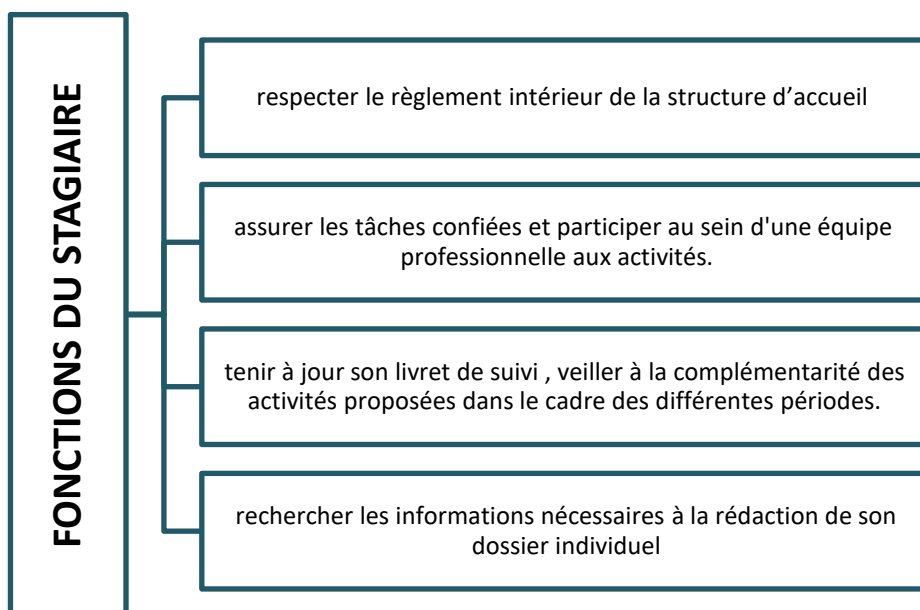 FONCTIONS DU STAGIAIRE
respecter le règlement intérieur de la structure d’accueil
assurer les tâches confiées et participer au sein d'une équipe
professionnelle aux activités.
tenir à jour son livret de suivi , veiller à la complémentarité des
activités proposées dans le cadre des différentes périodes.
rechercher les informations nécessaires à la rédaction de son
dossier individuel